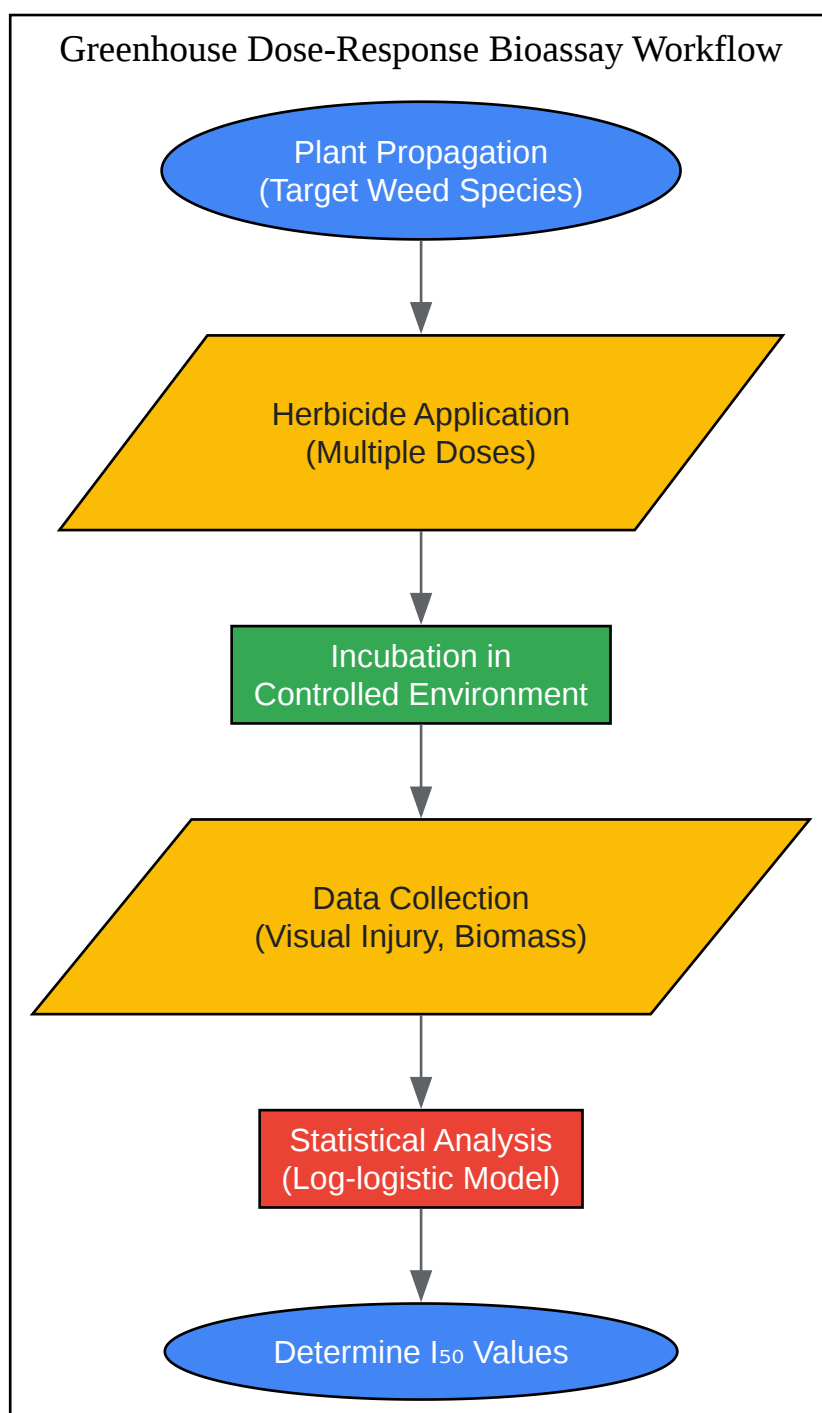 Greenhouse Dose-Response Bioassay Workflow
Plant Propagation
(Target Weed Species)
Herbicide Application
(Multiple Doses)
Incubation in
Controlled Environment
Data Collection
(Visual Injury, Biomass)
Statistical Analysis
(Log-logistic Model)
Determine I₅₀ Values